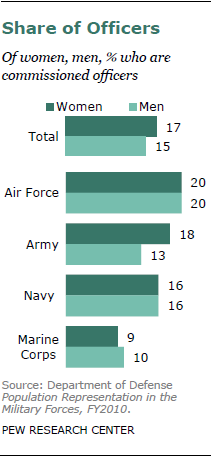 Share of Officers
Of women, men, % who are
commissioned officers
Women Men
Total 17
15
Air Force 20
20
Army 18
13
Navy 16
16
Marine 9
Corps 10
Source: Department of Defense
Population Representation in the
Military Forces, FY2010.
PEW RESEARCH CENTER